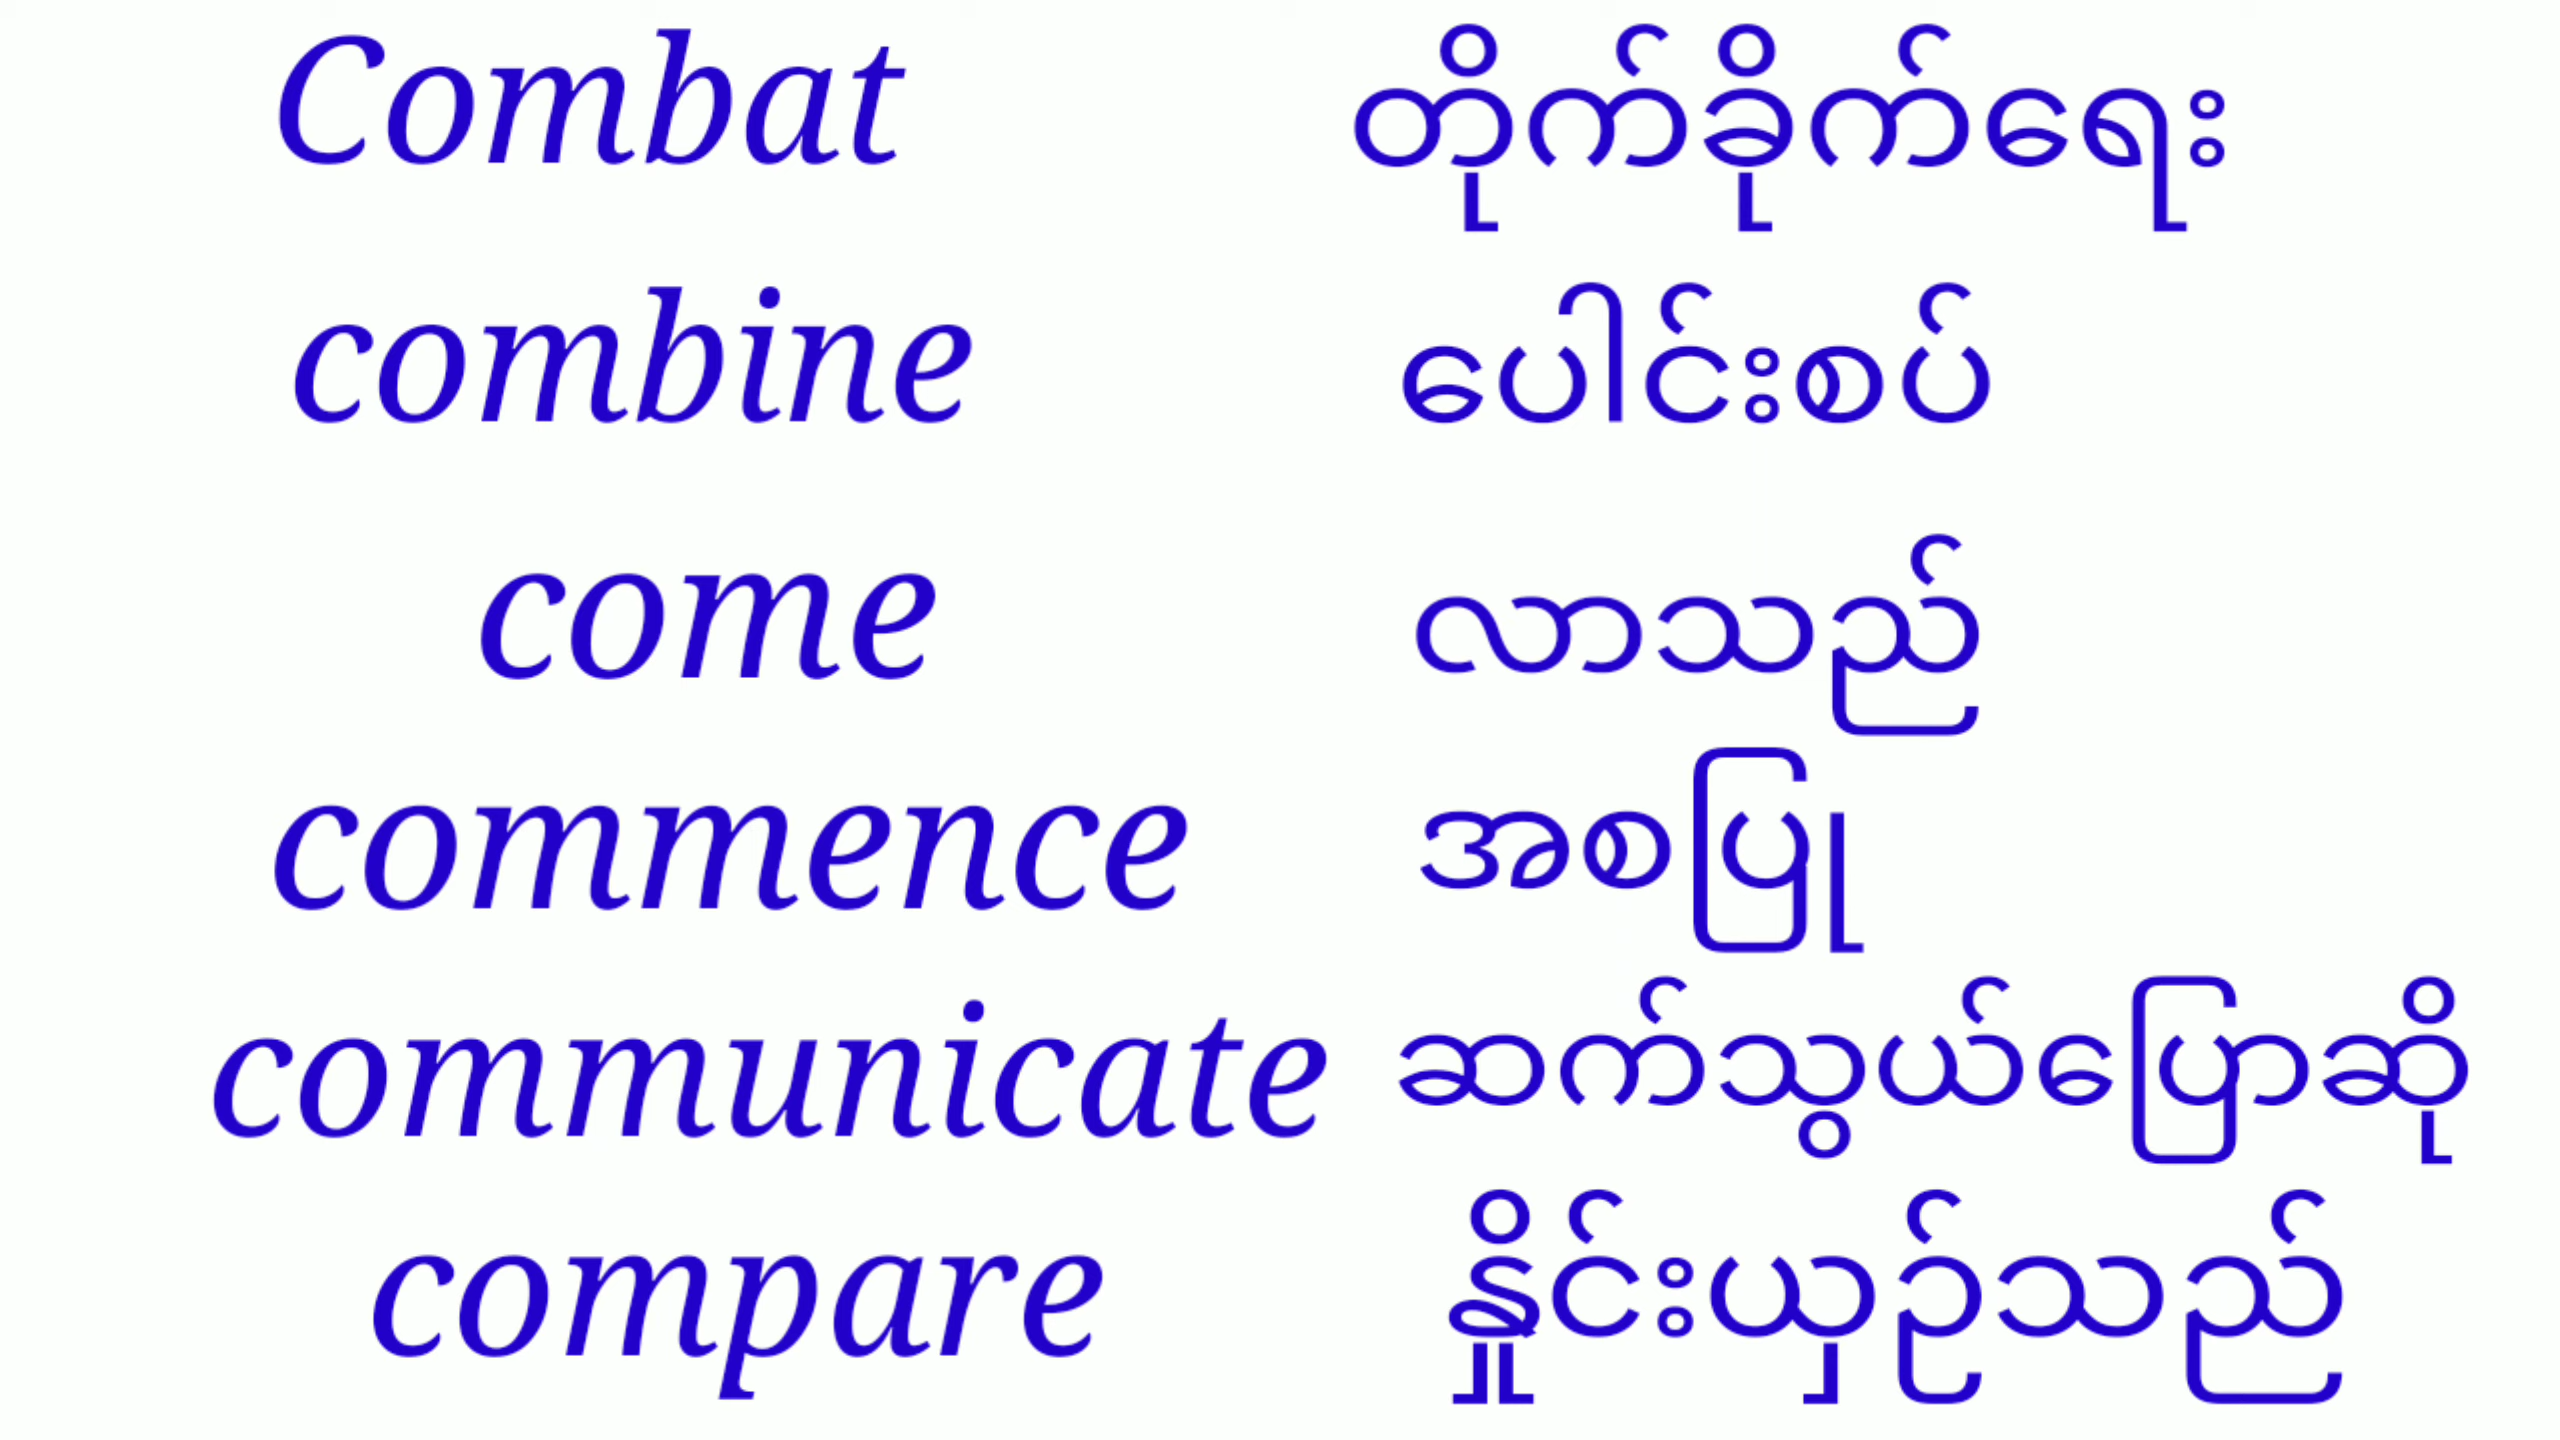 Combat တိုက်ခိုက်ရေး
combine ပေါင်းစပ်
come လာသည်
commence အစပြု
communicate ဆက်သွယ်ပြောဆို
compare နှိုင်းယှဉ်သည်